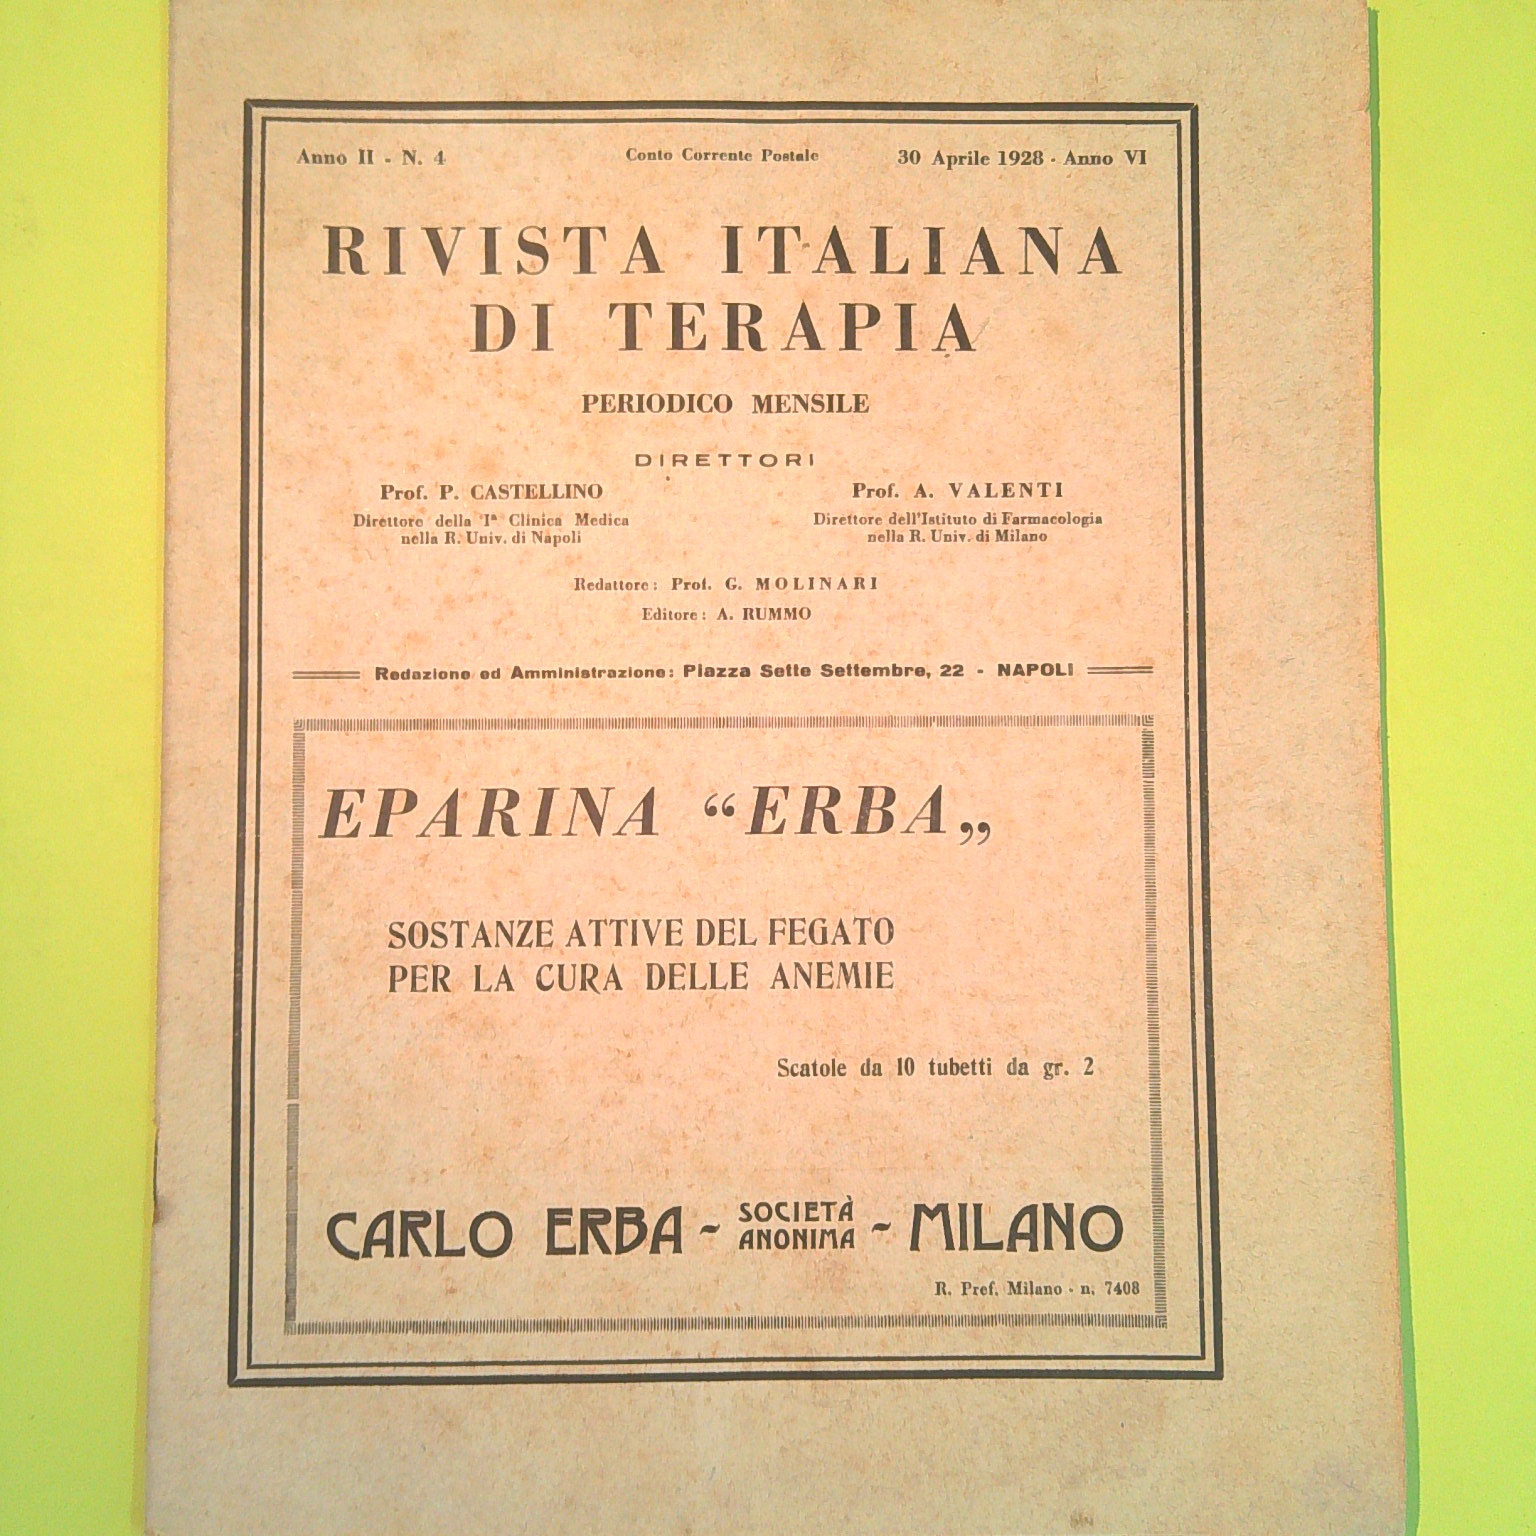 Anno II - N. 4 Conto Corrente Postale 30 Aprile 1928 - Anno VI
RIVISTA ITALIANA
DI TERAPIA
PERIODICO MENSILE
DIRETTORI
Prof. P. CASTELLINO
Direttore della Iª Clinica Medica
nella R. Univ. di Napoli
Prof. A. VALENTI
Direttore dell'Istituto di Farmacologia
nella R. Univ. di Milano
Redattore: Prof. G. MOLINARI
Editore: A. RUMMO
Redazione ed Amministrazione: Piazza Sette Settembre, 22 - NAPOLI
EPARINA “ERBA„
SOSTANZE ATTIVE DEL FEGATO
PER LA CURA DELLE ANEMIE
Scatole da 10 tubetti da gr. 2
CARLO ERBA - SOCIETÀ ANONIMA - MILANO
R. Pref. Milano - n. 7408